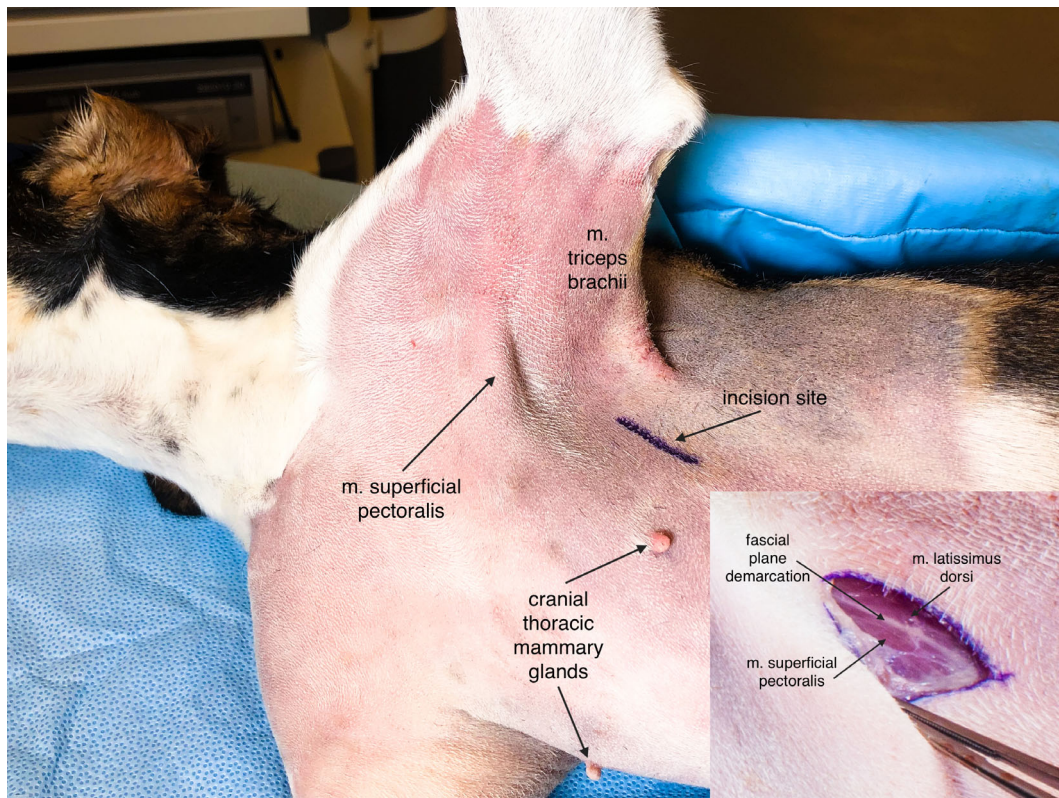 m.
triceps
brachii
incision site
m. superficial
pectoralis
cranial
thoracic
mammary
glands
fascial
plane
demarcation
m. latissimus
dorsi
m. superficial
pectoralis